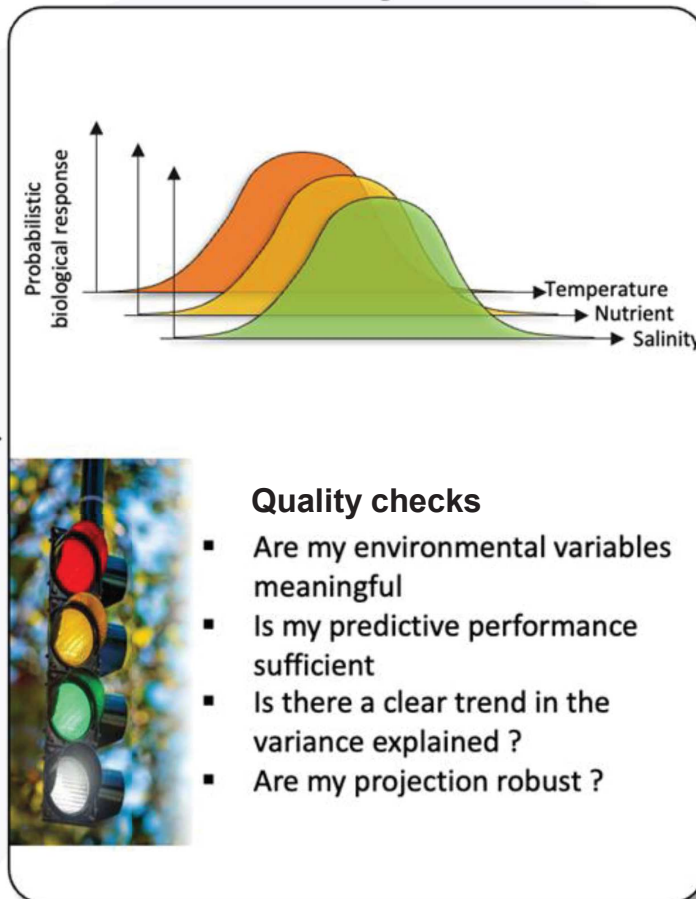 Probabilistic
biological response
Temperature
Nutrient
Salinity
Quality checks
▪ Are my environmental variables
meaningful
▪ Is my predictive performance
sufficient
▪ Is there a clear trend in the
variance explained ?
▪ Are my projection robust ?